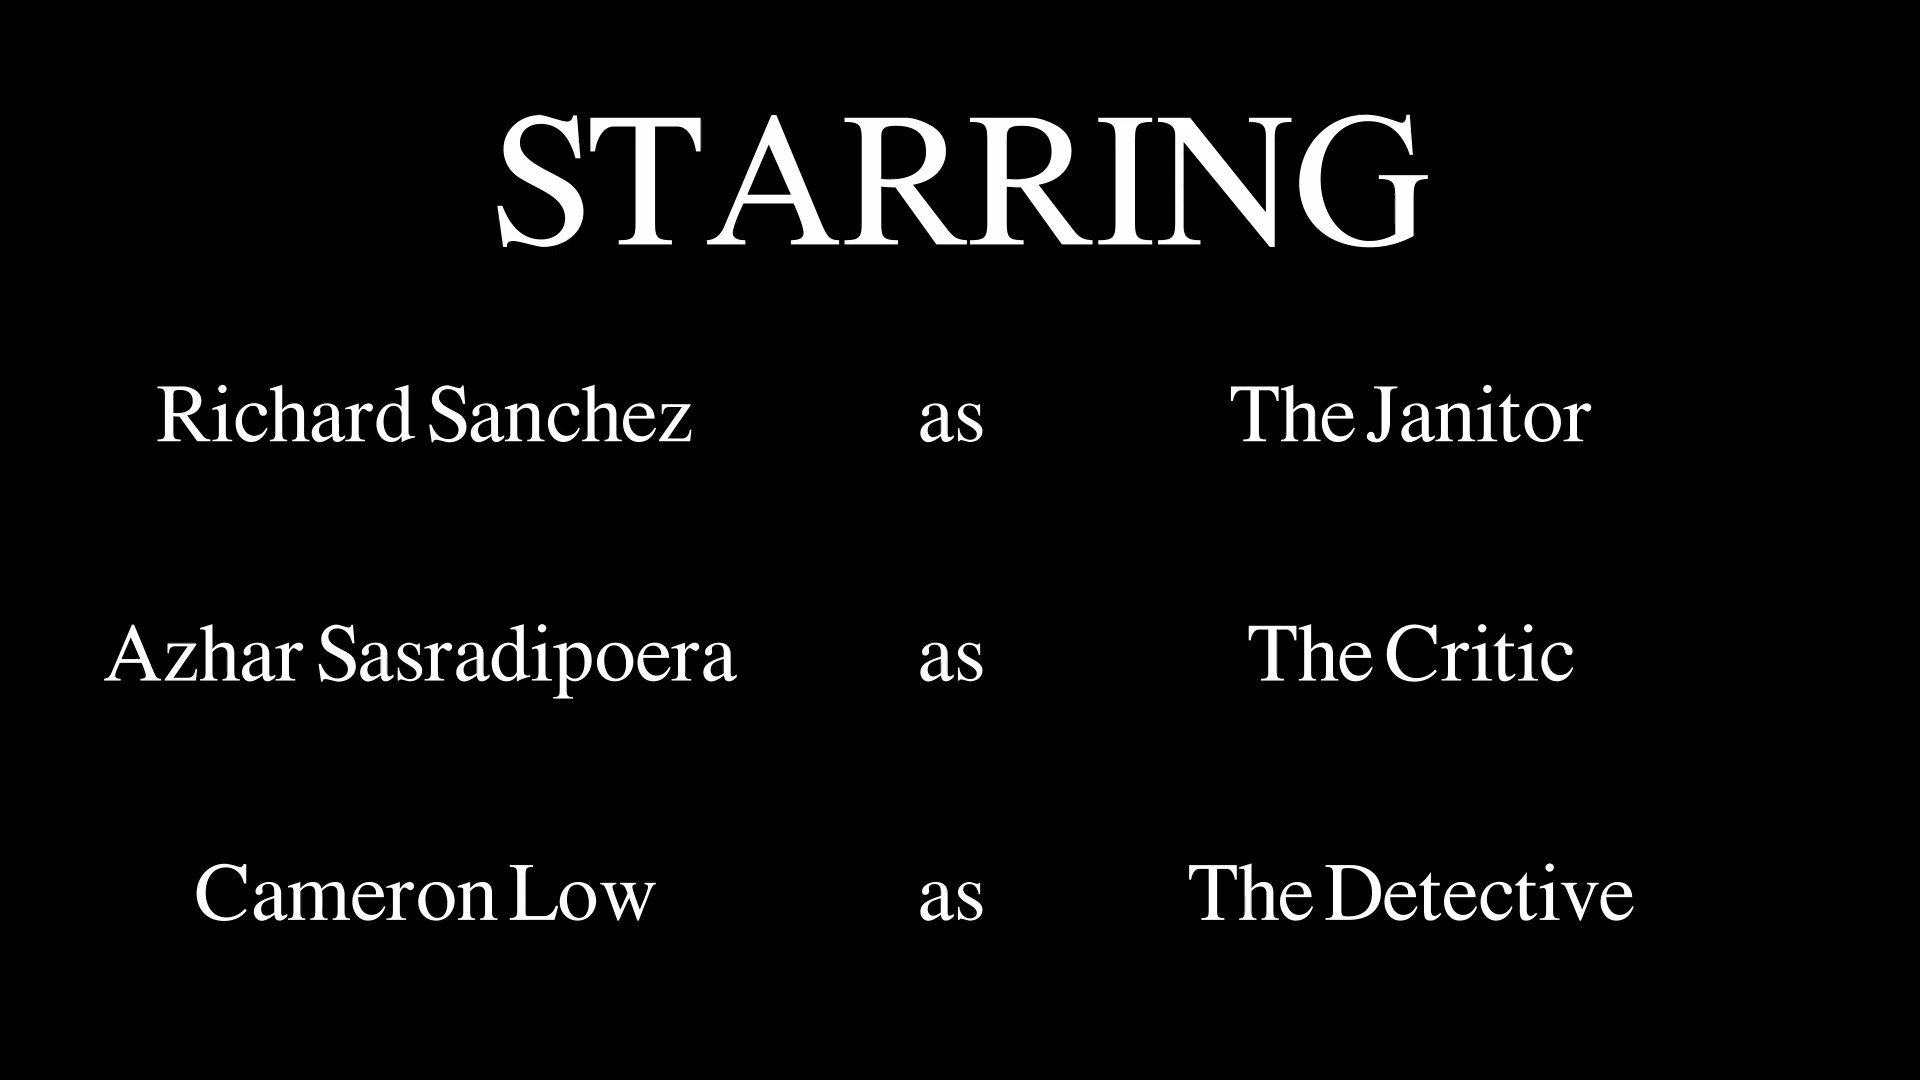 STARRING
Richard Sanchez as The Janitor
Azhar Sasradipoera as The Critic
Cameron Low as The Detective